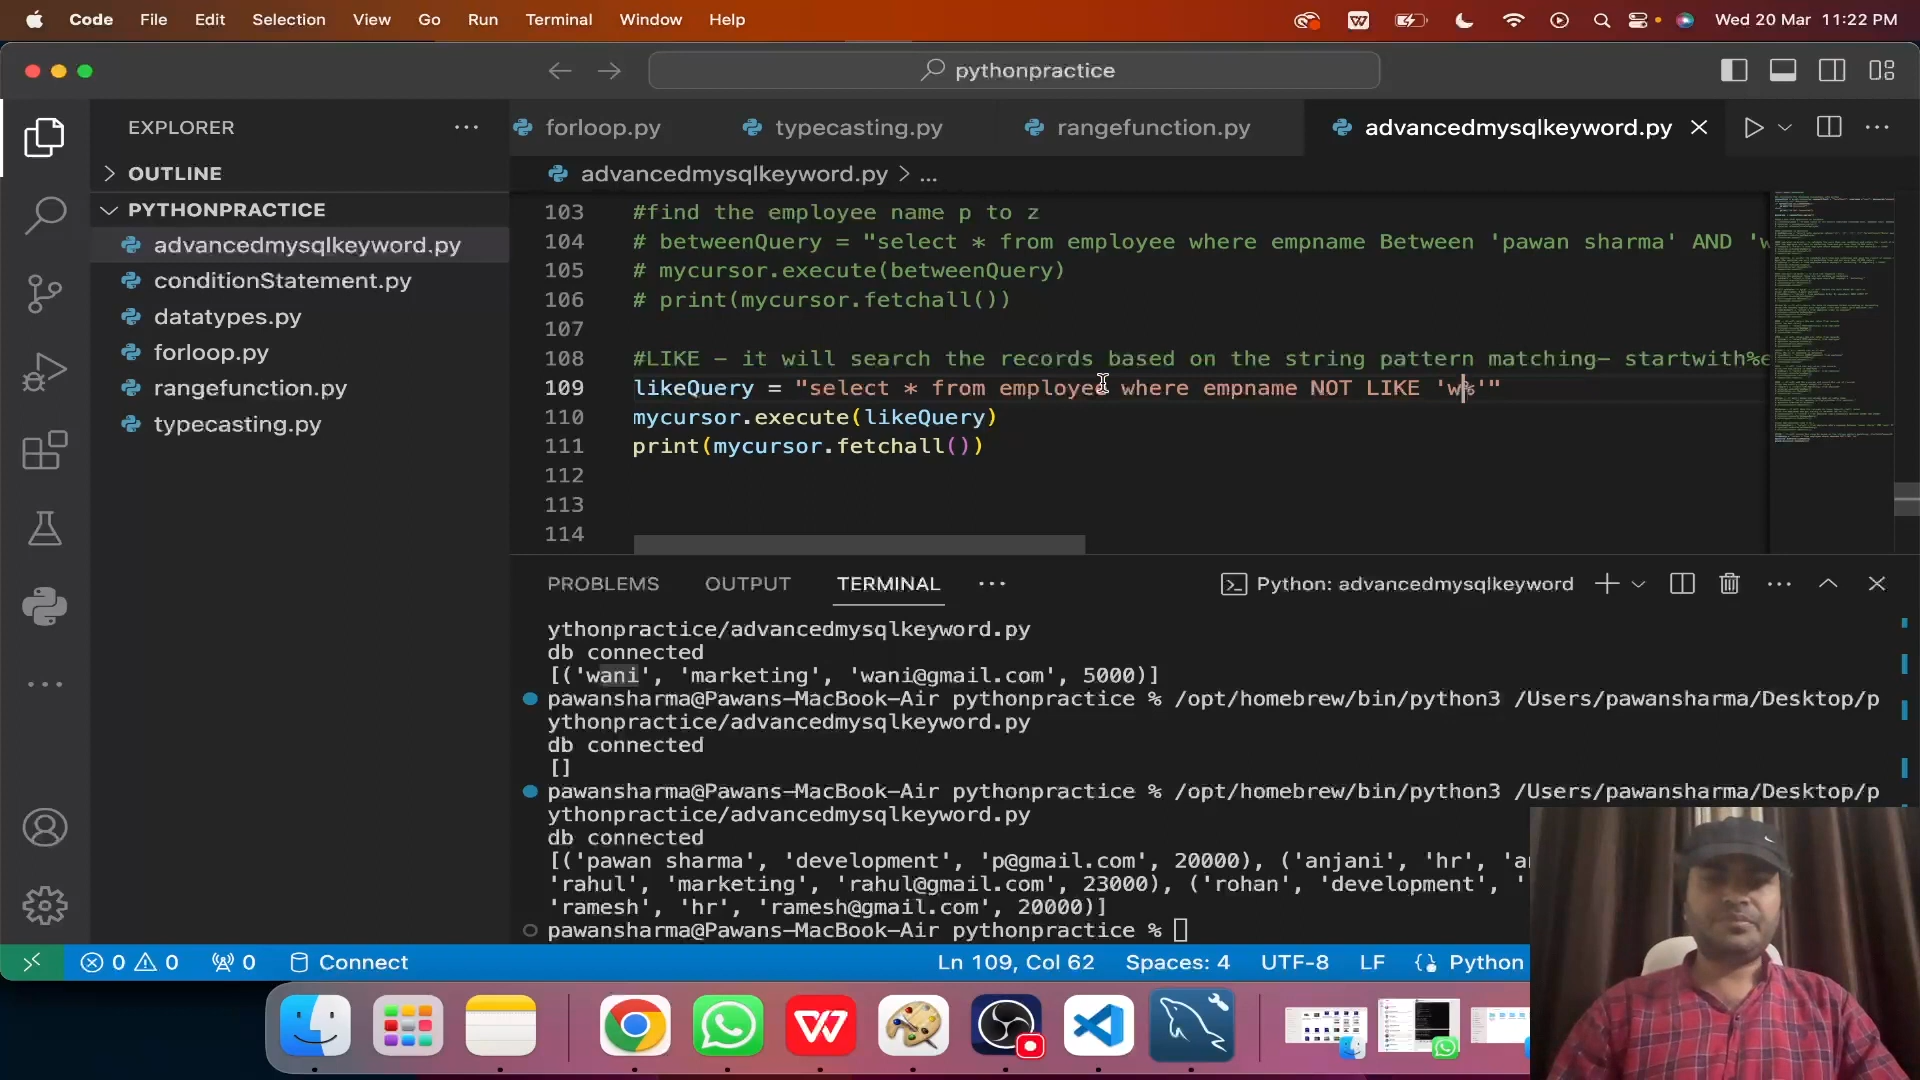 Code File Edit Selection View Go Run Terminal Window Help Wed 20 Mar 11:22 PM
pythonpractice
EXPLORER
forloop.py typecasting.py rangefunction.py advancedmysqlkeyword.py
OUTLINE
advancedmysqlkeyword.py > ...
PYTHONPRACTICE
advancedmysqlkeyword.py
conditionStatement.py
datatypes.py
forloop.py
rangefunction.py
typecasting.py
103 #find the employee name p to z
104 # betweenQuery = "select * from employee where empname Between 'pawan sharma' AND 'w
105 # mycursor.execute(betweenQuery)
106 # print(mycursor.fetchall())
107
108 #LIKE - it will search the records based on the string pattern matching- startwith%e
109 likeQuery = "select * from employee where empname NOT LIKE 'w%'"
110 mycursor.execute(likeQuery)
111 print(mycursor.fetchall())
112
113
114
PROBLEMS OUTPUT TERMINAL Python: advancedmysqlkeyword
ythonpractice/advancedmysqlkeyword.py
db connected
[('wani', 'marketing', 'wani@gmail.com', 5000)]
pawansharma@Pawans-MacBook-Air pythonpractice % /opt/homebrew/bin/python3 /Users/pawansharma/Desktop/p
ythonpractice/advancedmysqlkeyword.py
db connected
[]
pawansharma@Pawans-MacBook-Air pythonpractice % /opt/homebrew/bin/python3 /Users/pawansharma/Desktop/p
ythonpractice/advancedmysqlkeyword.py
db connected
[('pawan sharma', 'development', 'p@gmail.com', 20000), ('anjani', 'hr',
'rahul', 'marketing', 'rahul@gmail.com', 23000), ('rohan', 'development', '
'ramesh', 'hr', 'ramesh@gmail.com', 20000)]
pawansharma@Pawans-MacBook-Air pythonpractice %
0 0 0 Connect Ln 109, Col 62 Spaces: 4 UTF-8 LF Python